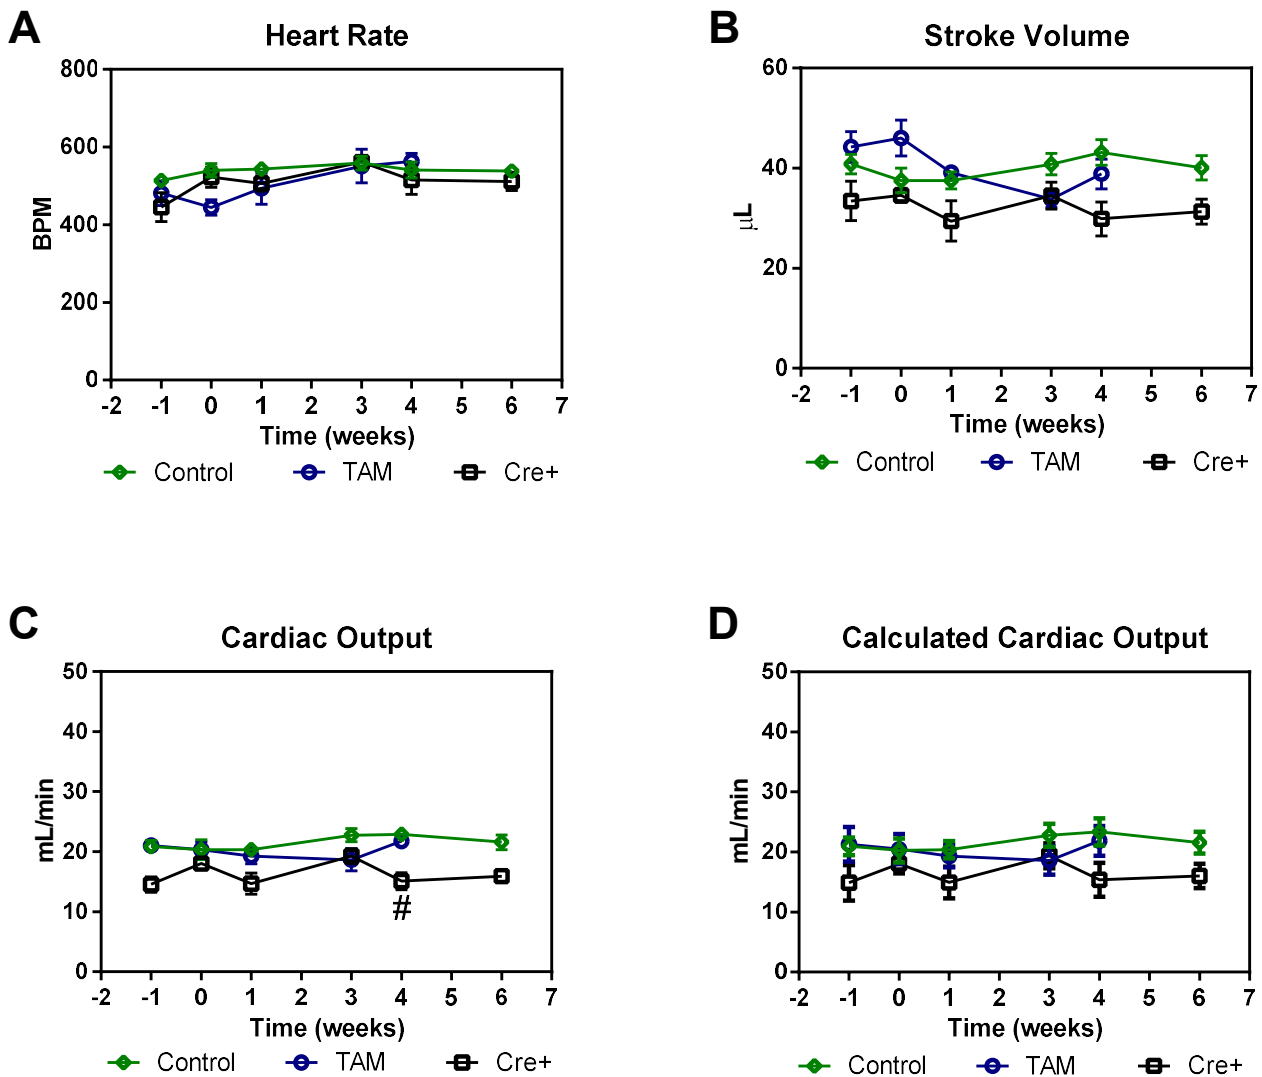 A
Heart Rate
800
600
400
200
0
BPM
-2 -1 0 1 2 3 4 5 6 7
Time (weeks)
Control TAM Cre+
B
Stroke Volume
60
40
20
0
μL
-2 -1 0 1 2 3 4 5 6 7
Time (weeks)
Control TAM Cre+
C
Cardiac Output
50
40
30
20
10
0
mL/min
#
-2 -1 0 1 2 3 4 5 6 7
Time (weeks)
Control TAM Cre+
D
Calculated Cardiac Output
50
40
30
20
10
0
mL/min
-2 -1 0 1 2 3 4 5 6 7
Time (weeks)
Control TAM Cre+